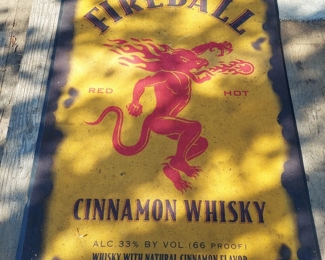 FIREBALL
RED HOT
CINNAMON WHISKY
ALC. 33% BY VOL. (66 PROOF)
WHISKY WITH NATURAL CINNAMON FLAVOR